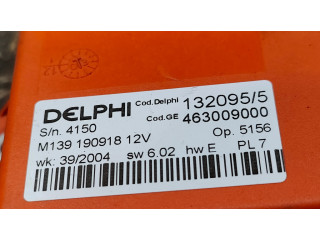 12
DELPHI Cod.Delphi 132095/5
S/n. 4150 Cod.GE 463009000
M139 190918 12V Op. 5156
wk: 39/2004 sw 6.02 hw E PL 7